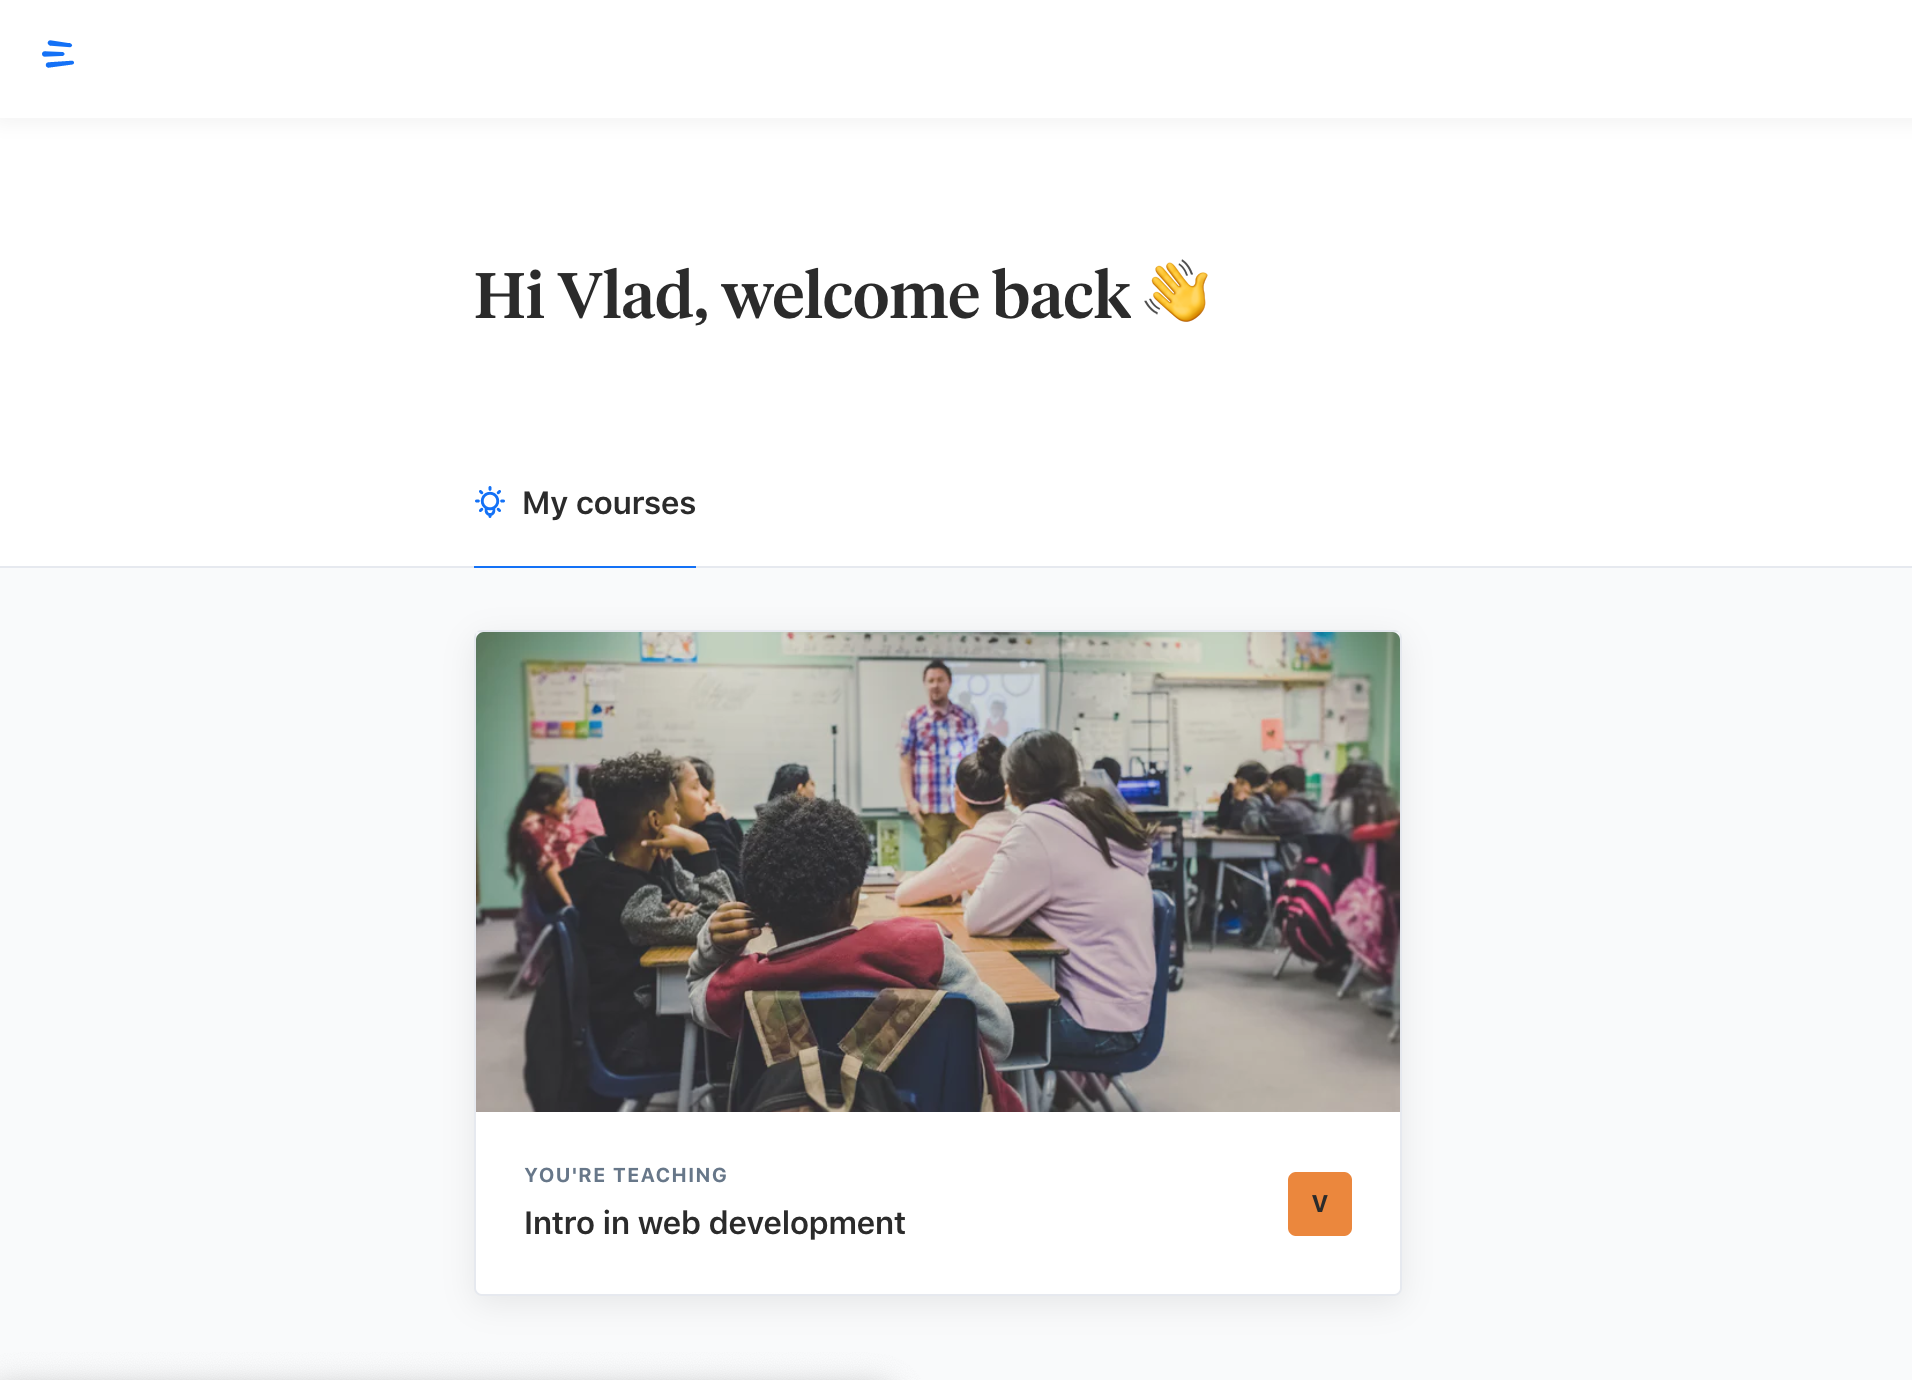 Hi Vlad, welcome back 👋
My courses
YOU'RE TEACHING
Intro in web development
V